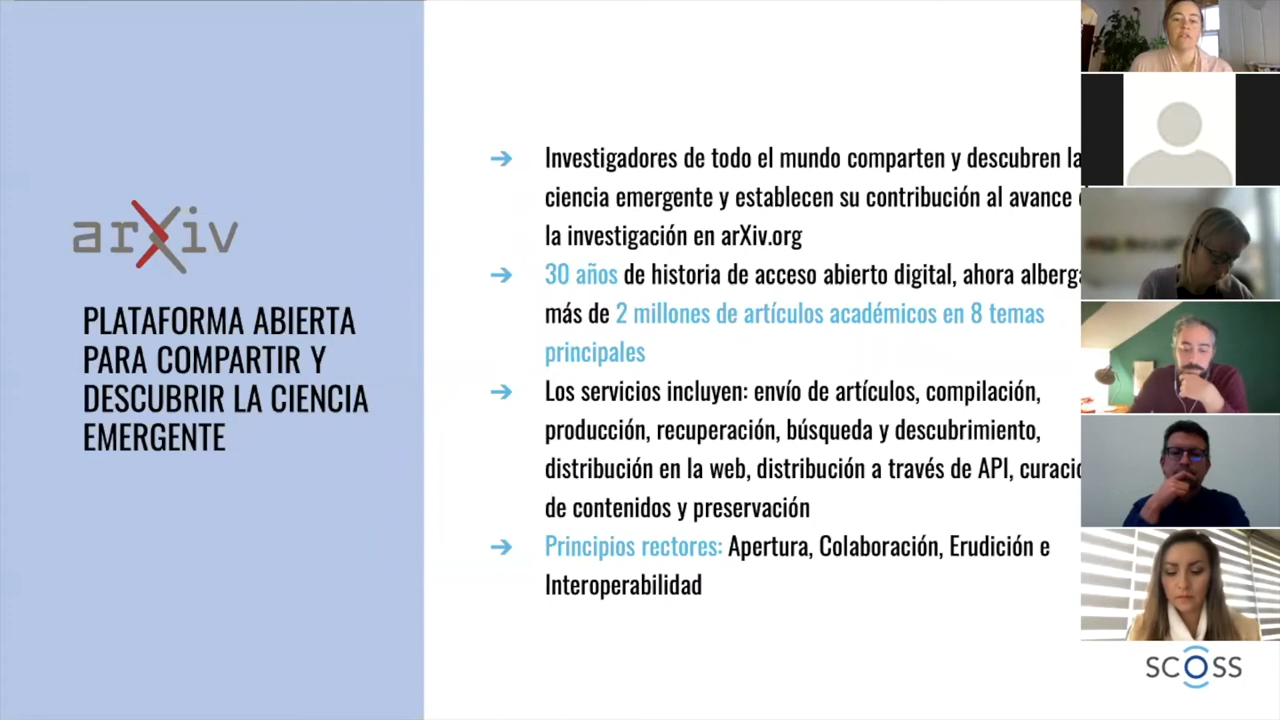 arXiv
PLATAFORMA ABIERTA
PARA COMPARTIR Y
DESCUBRIR LA CIENCIA
EMERGENTE
➔ Investigadores de todo el mundo comparten y descubren la
ciencia emergente y establecen su contribución al avance
la investigación en arXiv.org
➔ 30 años de historia de acceso abierto digital, ahora alberga
más de 2 millones de artículos académicos en 8 temas
principales
➔ Los servicios incluyen: envío de artículos, compilación,
producción, recuperación, búsqueda y descubrimiento,
distribución en la web, distribución a través de API, curació
de contenidos y preservación
➔ Principios rectores: Apertura, Colaboración, Erudición e
Interoperabilidad
SCOSS